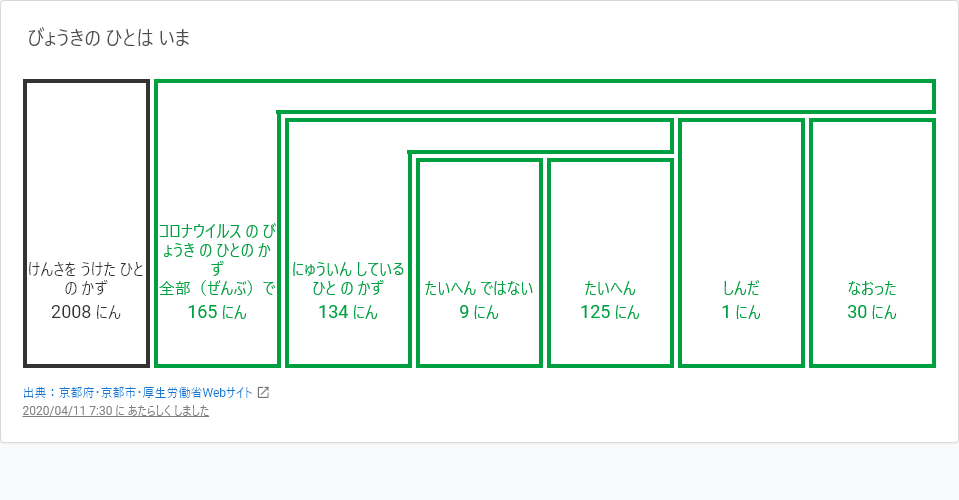 びょうきの ひとは いま
けんさを うけた ひと
の かず
2008 にん
コロナウイルス の び
ょうき の ひとの か
ず
全部（ぜんぶ）で
165 にん
にゅういん している
ひと の かず
134 にん
たいへん ではない
9 にん
たいへん
125 にん
しんだ
1 にん
なおった
30 にん
出典：京都府･京都市･厚生労働省Webサイト
2020/04/11 7:30 に あたらしく しました